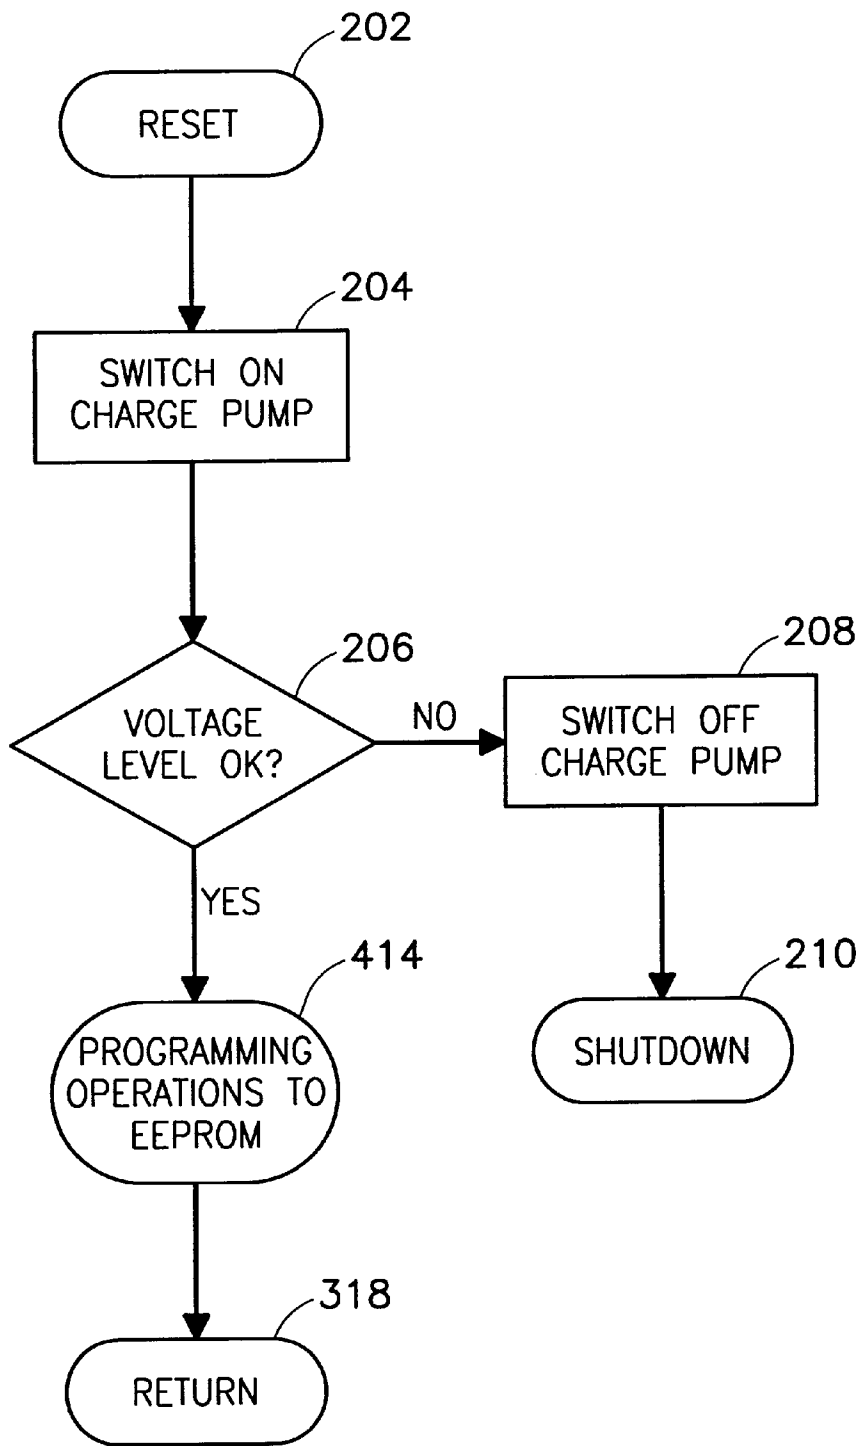 202
RESET
204
SWITCH ON
CHARGE PUMP
206
VOLTAGE
LEVEL OK?
NO
208
SWITCH OFF
CHARGE PUMP
YES
210
SHUTDOWN
414
PROGRAMMING
OPERATIONS TO
EEPROM
318
RETURN